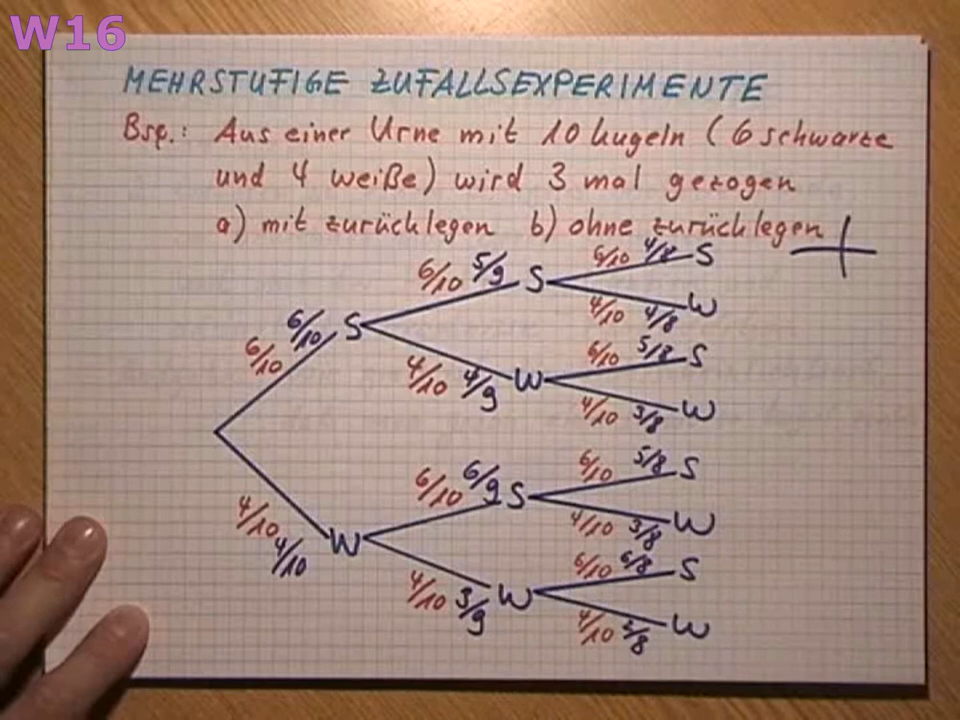 W16
MEHRSTUFIGE ZUFALLSEXPERIMENTE
Bsp.: Aus einer Urne mit 10 kugeln (6 schwarze
und 4 weiße) wird 3 mal gezogen
a) mit zurücklegen b) ohne zurücklegen
6/10 4/8 S
6/10 5/9 S
4/10 4/8 W
6/10 6/10 S
6/10 5/8 S
4/10 4/9 W
4/10 3/8 W
6/10 5/8 S
6/10 6/9 S
4/10 3/8 W
4/10 4/10 W
6/10 6/8 S
4/10 3/9 W
4/10 2/8 W